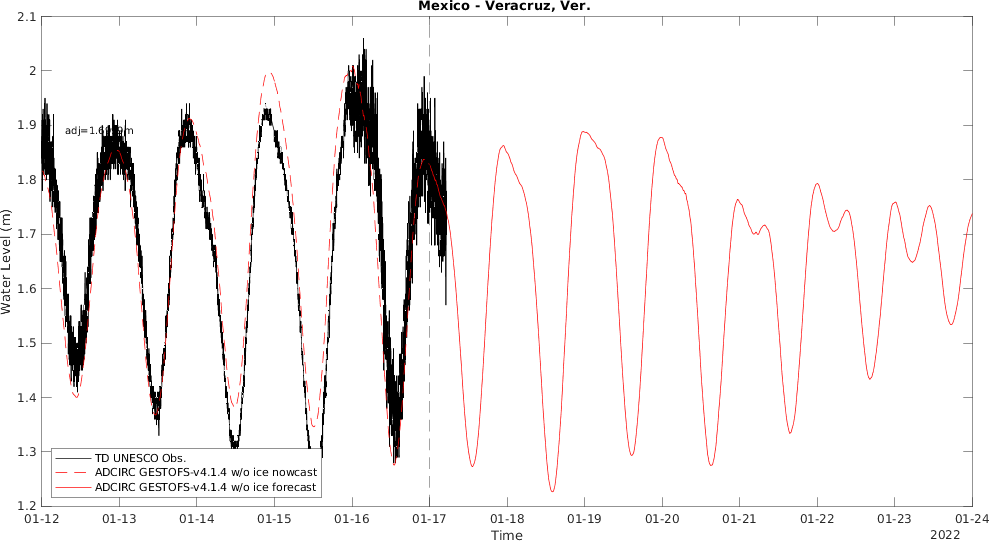 Mexico - Veracruz, Ver.
2.1
2
1.9
1.8
1.7
1.6
1.5
1.4
1.3
1.2
Water Level (m)
TD UNESCO Obs.
ADCIRC GESTOFS-v4.1.4 w/o ice nowcast
ADCIRC GESTOFS-v4.1.4 w/o ice forecast
01-12 01-13 01-14 01-15 01-16 01-17 01-18 01-19 01-20 01-21 01-22 01-23 01-24
Time
2022